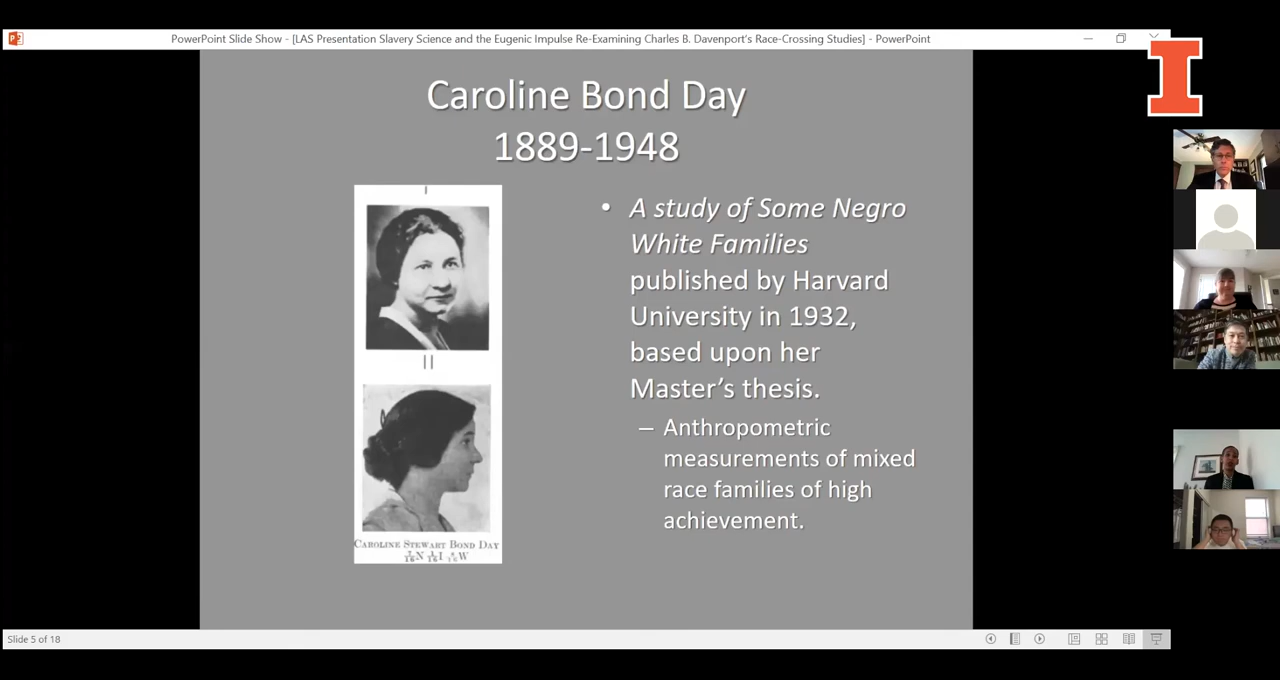 PowerPoint Slide Show - [LAS Presentation Slavery Science and the Eugenic Impulse Re-Examining Charles B. Davenport's Race-Crossing Studies] - PowerPoint
I
Caroline Bond Day
1889-1948
I
II
CAROLINE STEWART BOND DAY
• A study of Some Negro
White Families
published by Harvard
University in 1932,
based upon her
Master's thesis.
– Anthropometric
measurements of mixed
race families of high
achievement.
Slide 5 of 18